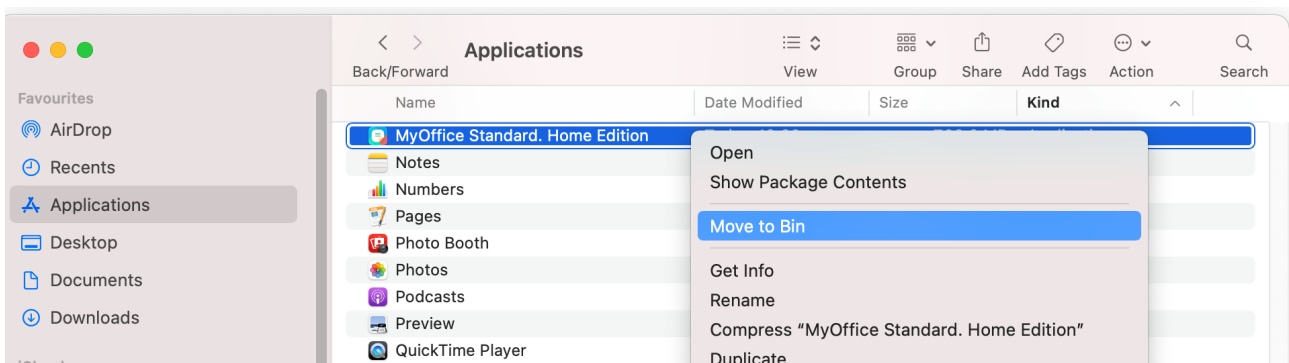 Applications
Back/Forward
View
Group
Share
Add Tags
Action
Search
Favourites
AirDrop
Recents
Applications
Desktop
Documents
Downloads
Name
Date Modified
Size
Kind
MyOffice Standard. Home Edition
Notes
Numbers
Pages
Photo Booth
Photos
Podcasts
Preview
QuickTime Player
Open
Show Package Contents
Move to Bin
Get Info
Rename
Compress “MyOffice Standard. Home Edition”
Duplicate